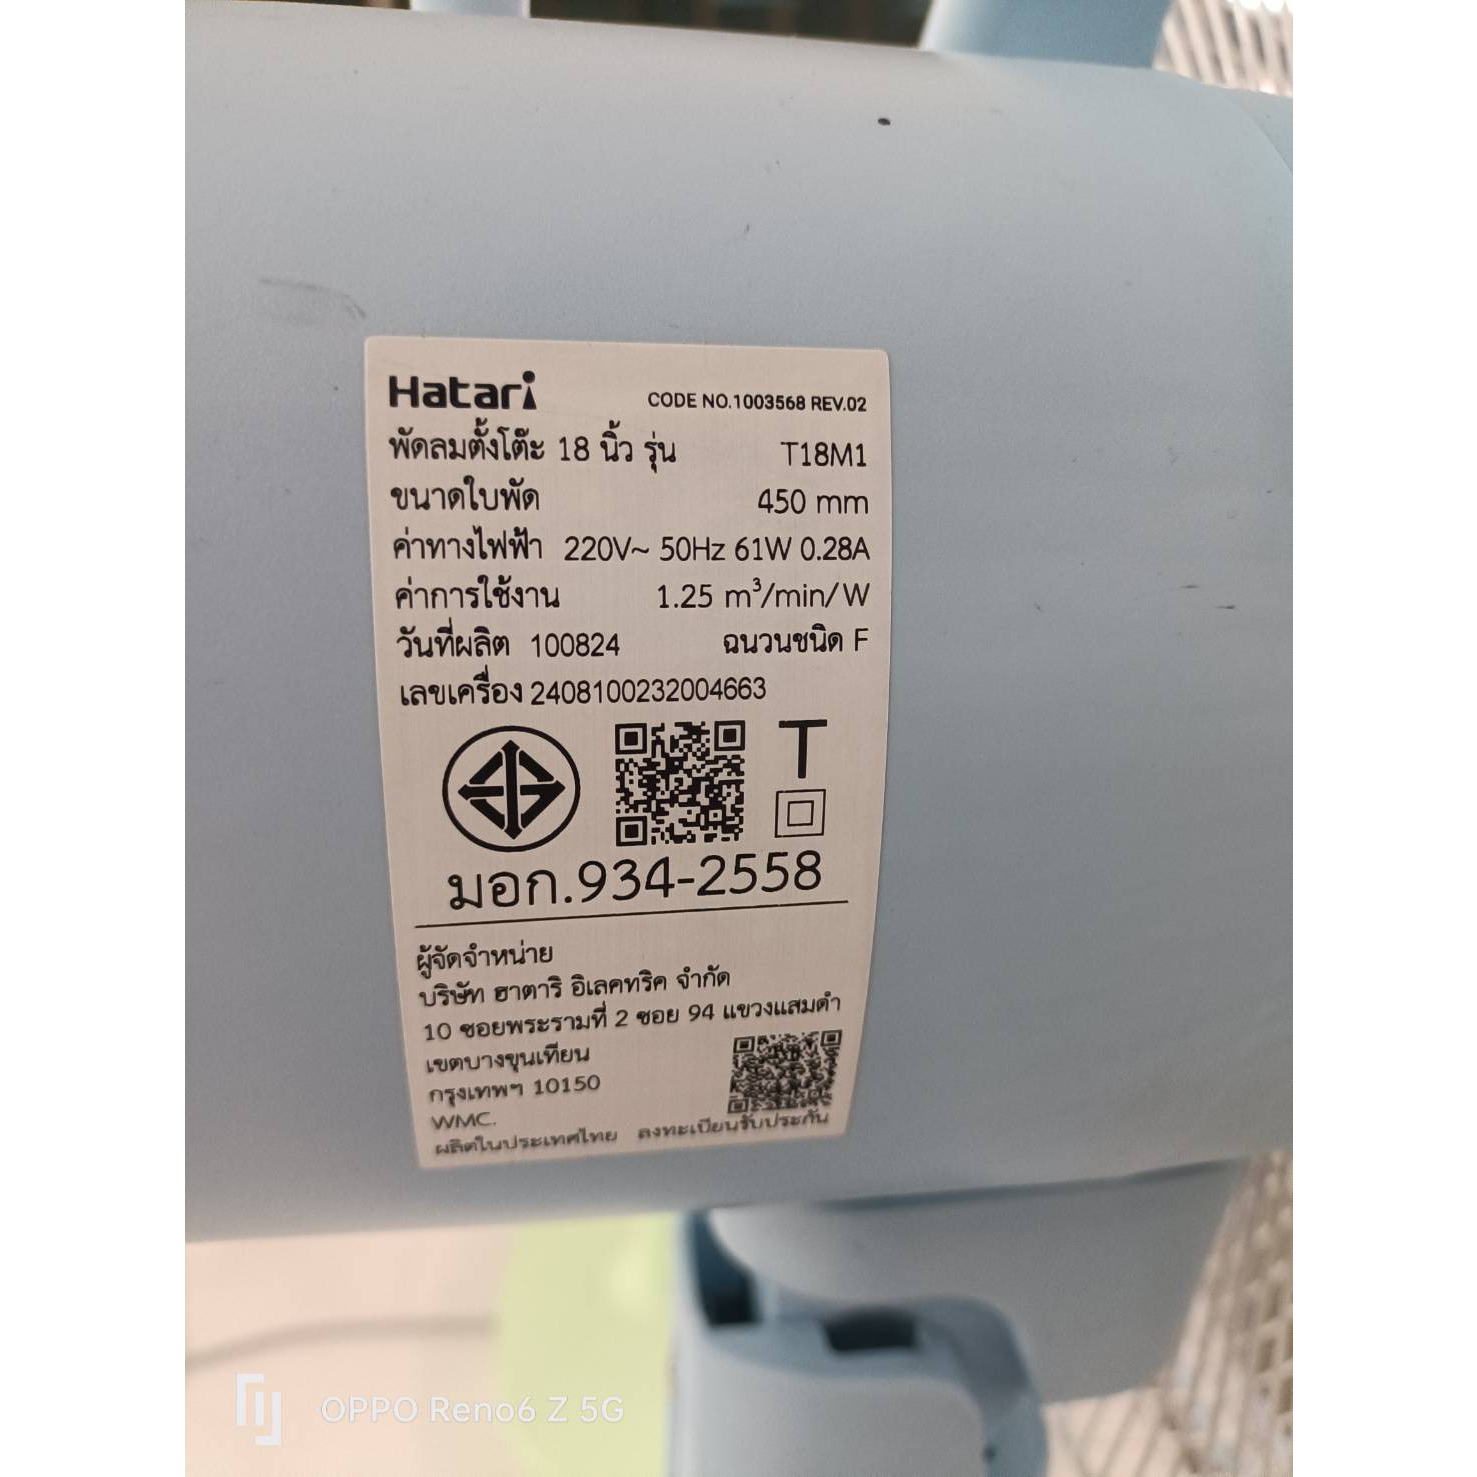 Hatari CODE NO.1003568 REV.02
พัดลมตั้งโต๊ะ 18 นิ้ว รุ่น T18M1
ขนาดใบพัด 450 mm
ค่าทางไฟฟ้า 220V~ 50Hz 61W 0.28A
ค่าการใช้งาน 1.25 m³/min/W
วันที่ผลิต 100824 ฉนวนชนิด F
เลขเครื่อง 2408100232004663
T
มอก.934-2558
ผู้จัดจำหน่าย
บริษัท ฮาตาริ อิเลคทริค จำกัด
10 ซอยพระรามที่ 2 ซอย 94 แขวงแสมดำ
เขตบางขุนเทียน
กรุงเทพฯ 10150
WMC.
ผลิตในประเทศไทย ลงทะเบียนรับประกัน
OPPO Reno6 Z 5G